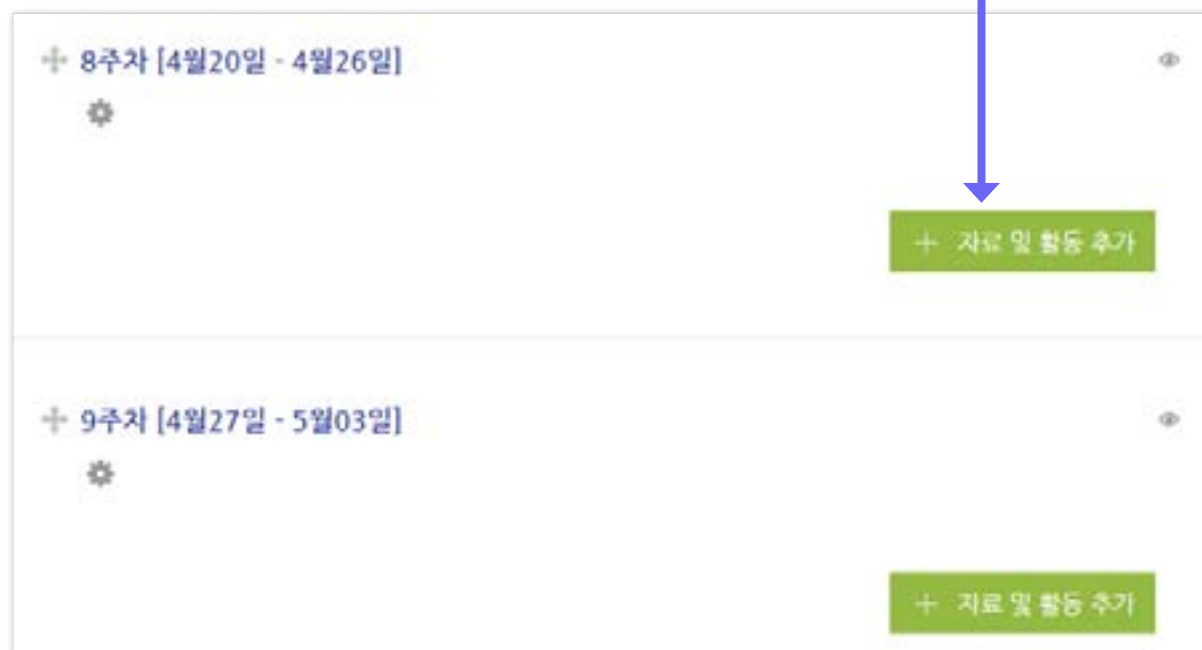 8주차 [4월20일 - 4월26일]
+ 자료 및 활동 추가
9주차 [4월27일 - 5월03일]
+ 자료 및 활동 추가